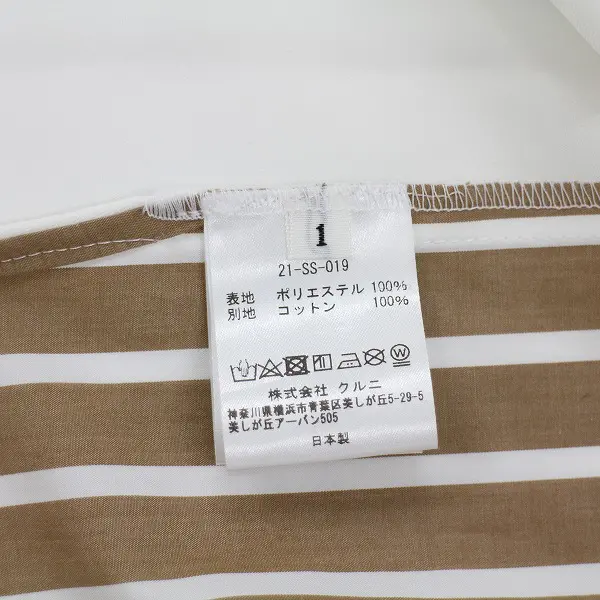 1
21-SS-019
表地 ポリエステル 100%
別地 コットン 100%
株式会社 クルニ
神奈川県横浜市青葉区美しが丘5-29-5
美しが丘アーバン505
日本製